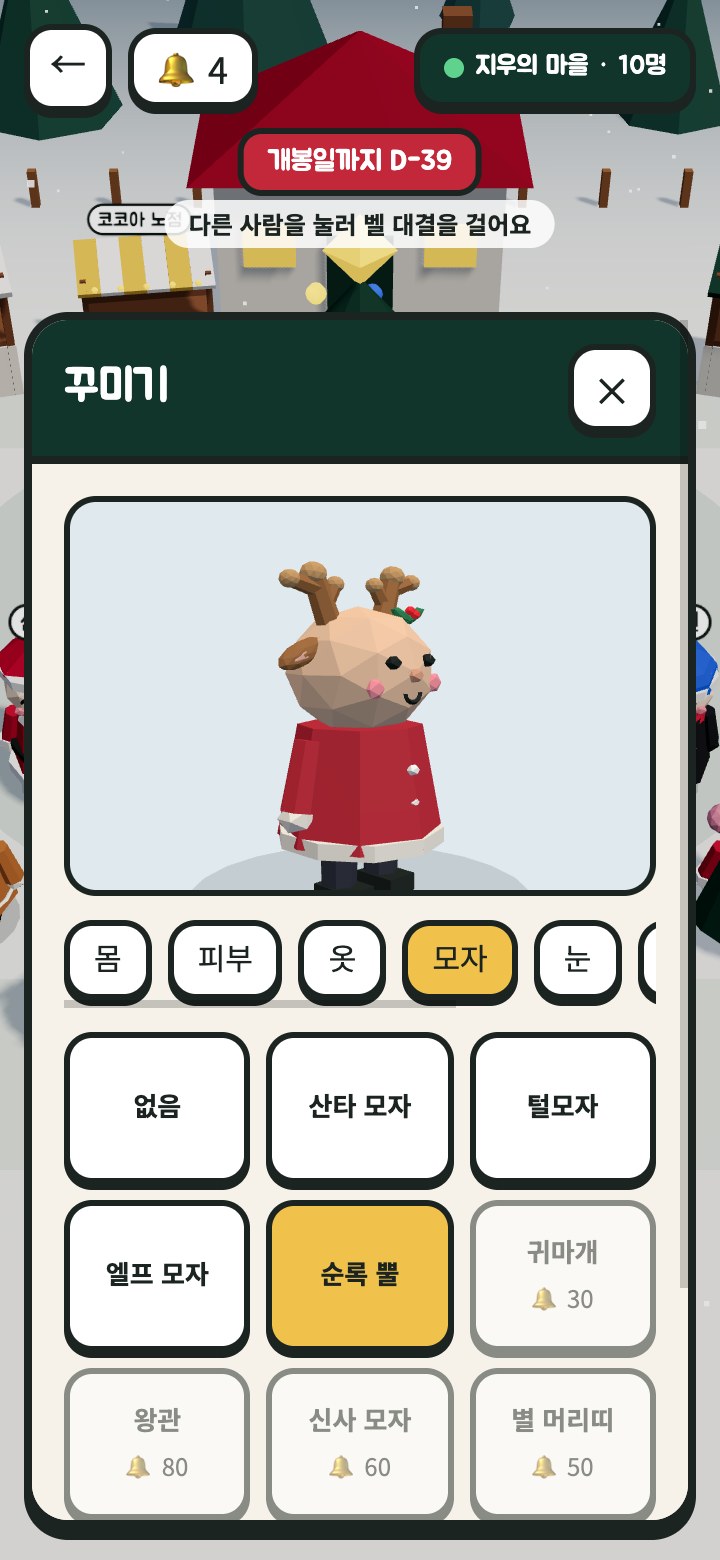 ← 🔔 4 지우의 마을 · 10명
개봉일까지 D-39
코코아 노점
다른 사람을 눌러 벨 대결을 걸어요
꾸미기 ×
몸 피부 옷 모자 눈
없음 산타 모자 털모자
엘프 모자 순록 뿔 귀마개
🔔 30
왕관 신사 모자 별 머리띠
🔔 80 🔔 60 🔔 50